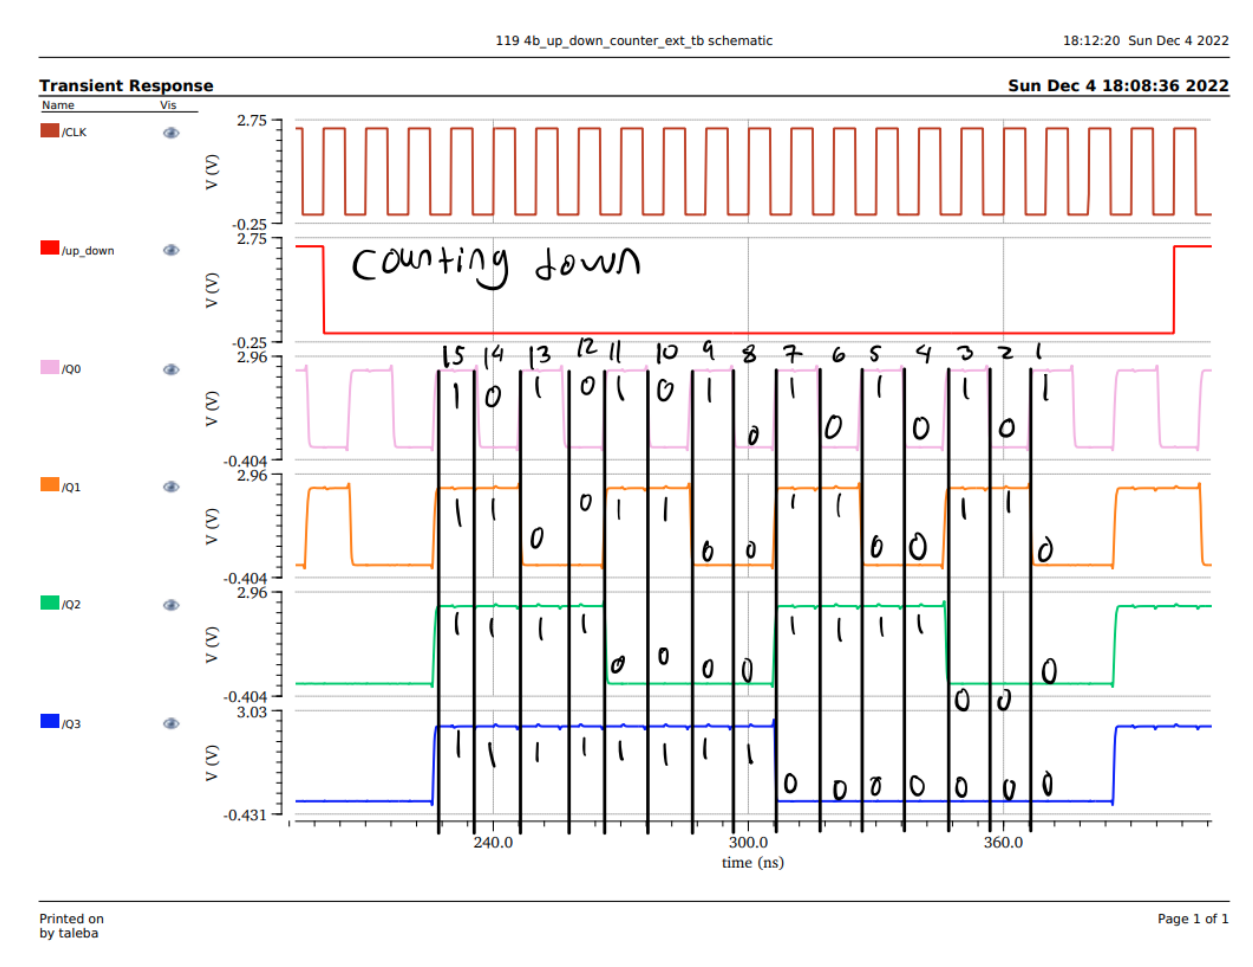 119 4b_up_down_counter_ext_tb schematic 18:12:20 Sun Dec 4 2022
Transient Response Sun Dec 4 18:08:36 2022
Name Vis
/CLK
2.75
V (V)
-0.25
/up_down
2.75
V (V)
-0.25
Counting down
15 14 13 12 11 10 9 8 7 6 5 4 3 2 1
/Q0
2.96
V (V)
-0.404
1 0 1 0 1 0 1 0 1 0 1 0 1 0 1
/Q1
2.96
V (V)
-0.404
1 1 0 0 1 1 0 0 1 1 0 0 1 1 0
/Q2
2.96
V (V)
-0.404
1 1 1 1 0 0 0 0 1 1 1 1 0 0 0
/Q3
3.03
V (V)
-0.431
1 1 1 1 1 1 1 1 0 0 0 0 0 0 0
240.0 300.0 360.0
time (ns)
Printed on
by taleba
Page 1 of 1